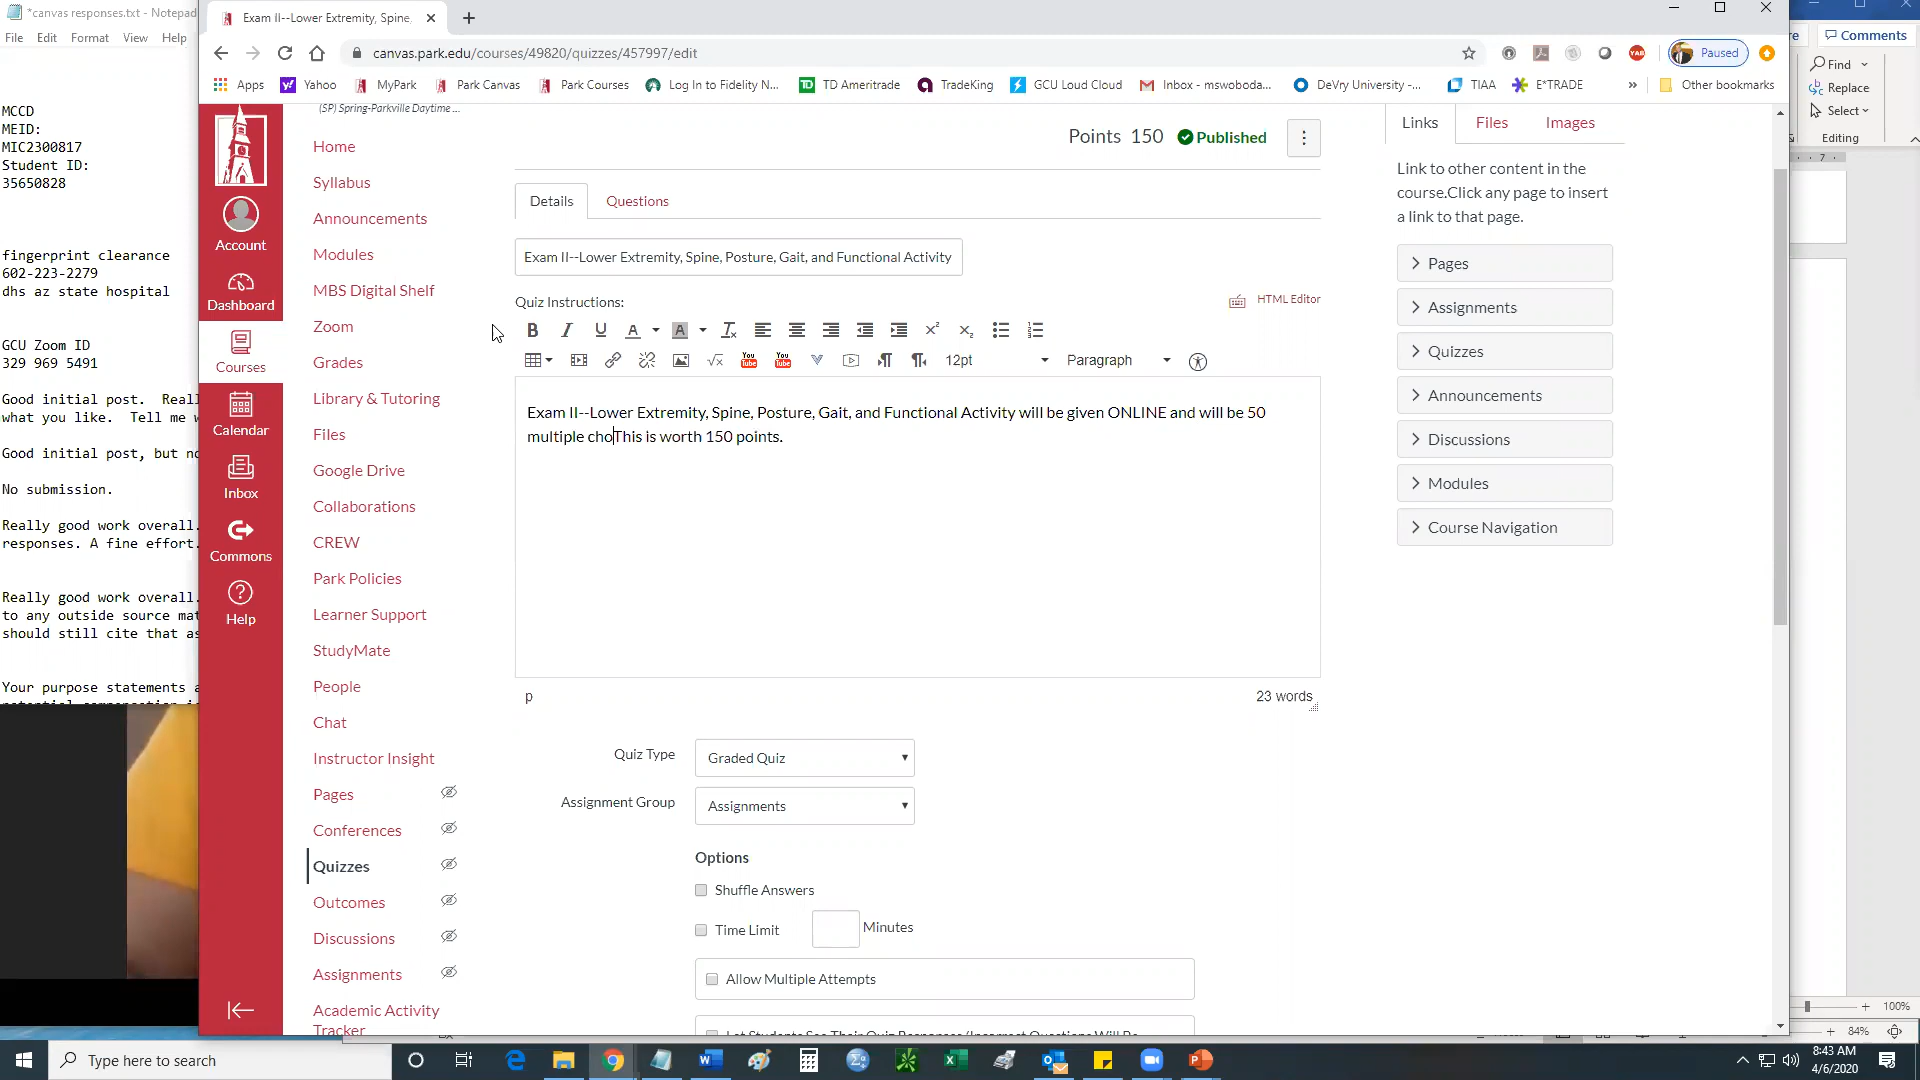 *canvas responses.txt - Notepad
File Edit Format View Help
MCCD
MEID:
MIC2300817
Student ID:
35650828
fingerprint clearance
602-223-2279
dhs az state hospital
GCU Zoom ID
329 969 5491
Good initial post.
what you like. Tell me
Good initial post, but
No submission.
Really good work overall.
responses. A fine effort.
Really good work overall.
to any outside source
should still cite that
Your purpose statements
Exam II--Lower Extremity, Spine,
canvas.park.edu/courses/49820/quizzes/457997/edit
Paused
Apps Yahoo MyPark Park Canvas Park Courses Log In to Fidelity N... TD Ameritrade TradeKing GCU Loud Cloud Inbox - mswoboda... DeVry University -... TIAA E*TRADE » Other bookmarks
Account
Dashboard
Courses
Calendar
Inbox
Commons
Help
(SP) Spring-Parkville Daytime ...
Home
Syllabus
Announcements
Modules
MBS Digital Shelf
Zoom
Grades
Library & Tutoring
Files
Google Drive
Collaborations
CREW
Park Policies
Learner Support
StudyMate
People
Chat
Instructor Insight
Pages
Conferences
Quizzes
Outcomes
Discussions
Assignments
Academic Activity
Tracker
Points 150 Published
Details Questions
Exam II--Lower Extremity, Spine, Posture, Gait, and Functional Activity
Quiz Instructions:
HTML Editor
12pt Paragraph
Exam II--Lower Extremity, Spine, Posture, Gait, and Functional Activity will be given ONLINE and will be 50
multiple choThis is worth 150 points.
p
23 words
Quiz Type Graded Quiz
Assignment Group Assignments
Options
Shuffle Answers
Time Limit Minutes
Allow Multiple Attempts
Let Students See Their Quiz Responses (Incorrect Questions Will Be
Links Files Images
Link to other content in the
course.Click any page to insert
a link to that page.
Pages
Assignments
Quizzes
Announcements
Discussions
Modules
Course Navigation
Comments
Find
Replace
Select
Editing
7
100%
84%
Type here to search
8:43 AM
4/6/2020